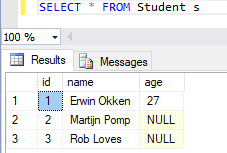 SELECT * FROM Student s
100 %
Results Messages
id name age
1 1 Erwin Okken 27
2 2 Martijn Pomp NULL
3 3 Rob Loves NULL